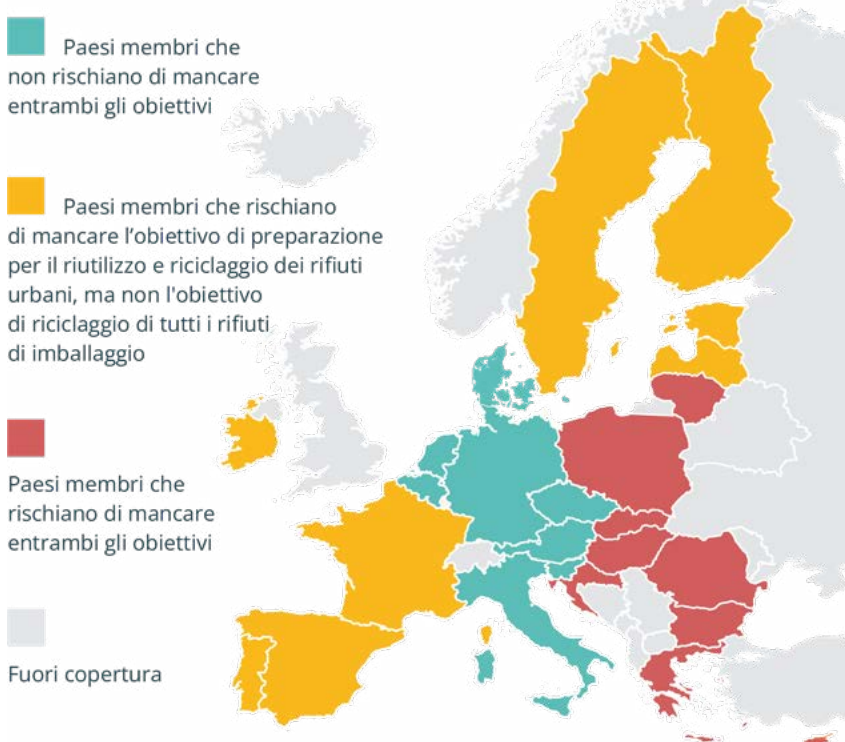 Paesi membri che
non rischiano di mancare
entrambi gli obiettivi
Paesi membri che rischiano
di mancare l’obiettivo di preparazione
per il riutilizzo e riciclaggio dei rifiuti
urbani, ma non l'obiettivo
di riciclaggio di tutti i rifiuti
di imballaggio
Paesi membri che
rischiano di mancare
entrambi gli obiettivi
Fuori copertura